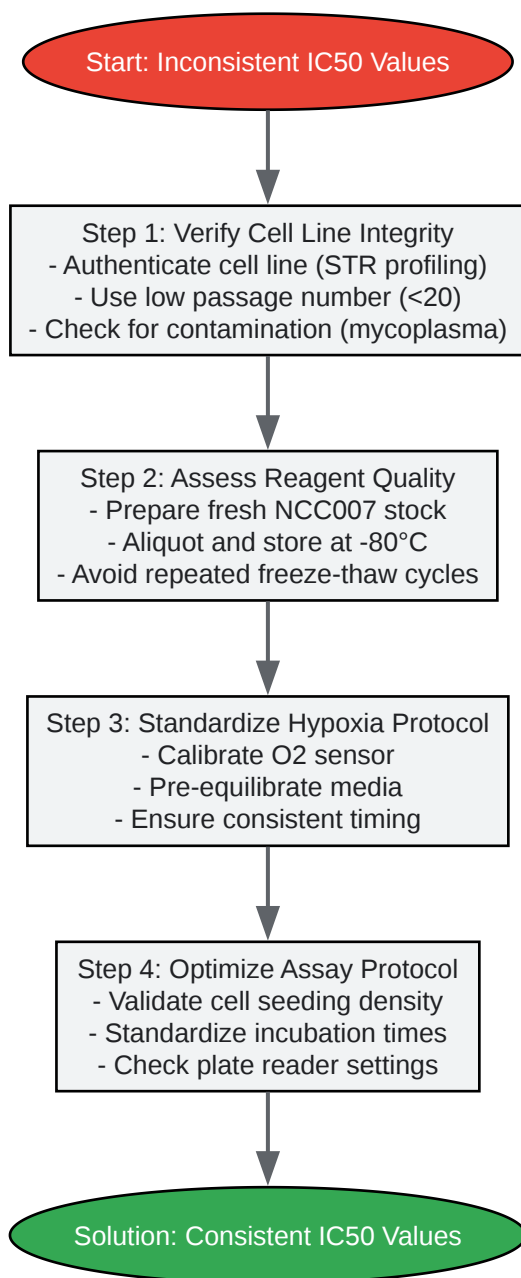 Start: Inconsistent IC50 Values
Step 1: Verify Cell Line Integrity
- Authenticate cell line (STR profiling)
- Use low passage number (<20)
- Check for contamination (mycoplasma)
Step 2: Assess Reagent Quality
- Prepare fresh NCC007 stock
- Aliquot and store at -80°C
- Avoid repeated freeze-thaw cycles
Step 3: Standardize Hypoxia Protocol
- Calibrate O2 sensor
- Pre-equilibrate media
- Ensure consistent timing
Step 4: Optimize Assay Protocol
- Validate cell seeding density
- Standardize incubation times
- Check plate reader settings
Solution: Consistent IC50 Values